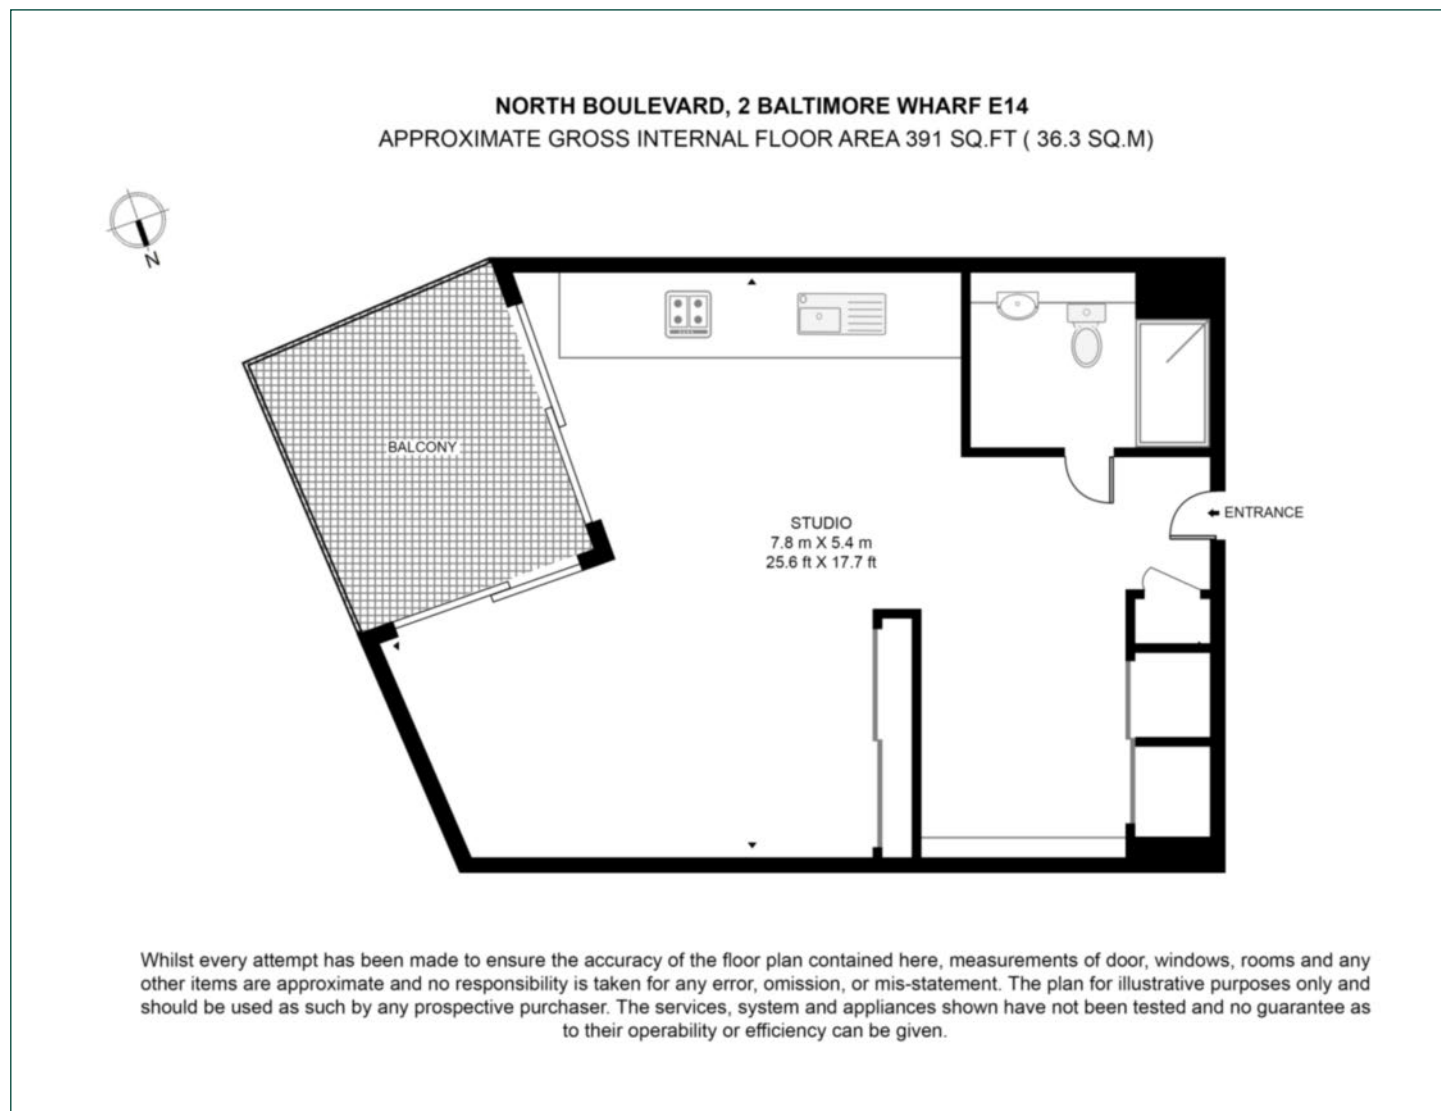 NORTH BOULEVARD, 2 BALTIMORE WHARF E14
APPROXIMATE GROSS INTERNAL FLOOR AREA 391 SQ.FT ( 36.3 SQ.M)
N
BALCONY
STUDIO
7.8 m X 5.4 m
25.6 ft X 17.7 ft
ENTRANCE
Whilst every attempt has been made to ensure the accuracy of the floor plan contained here, measurements of door, windows, rooms and any
other items are approximate and no responsibility is taken for any error, omission, or mis-statement. The plan for illustrative purposes only and
should be used as such by any prospective purchaser. The services, system and appliances shown have not been tested and no guarantee as
to their operability or efficiency can be given.